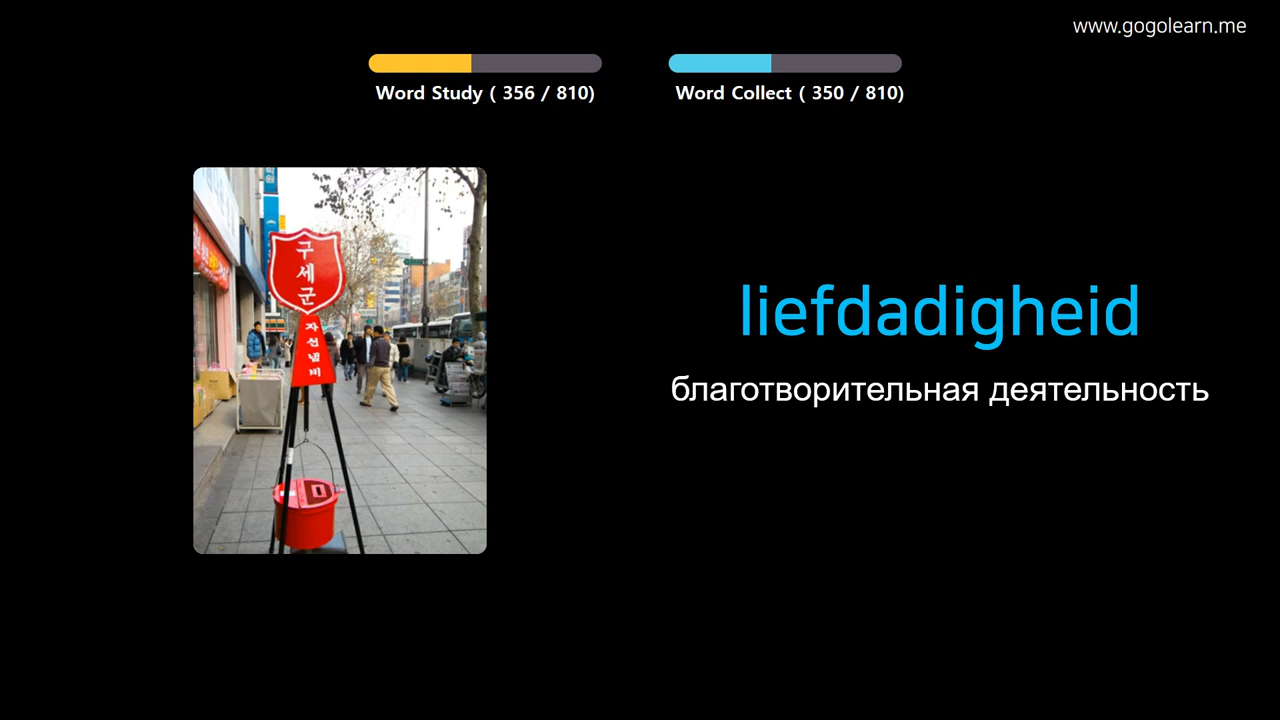 www.gogolearn.me
Word Study ( 356 / 810)
Word Collect ( 350 / 810)
구세군
자선냄비
liefdadigheid
благотворительная деятельность